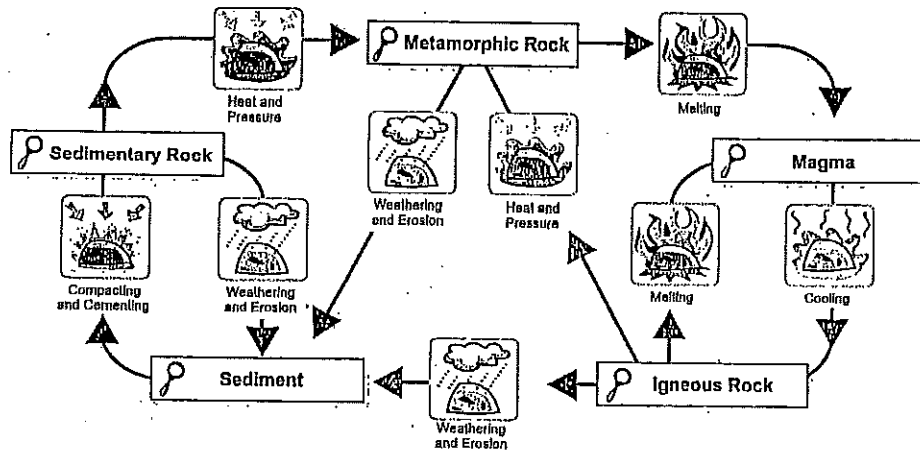 Metamorphic Rock
Heat and
Pressure
Melting
Sedimentary Rock
Magma
Weathering
and Erosion
Heat and
Pressure
Compacting
and Cementing
Weathering
and Erosion
Melting
Cooling
Sediment
Igneous Rock
Weathering
and Erosion